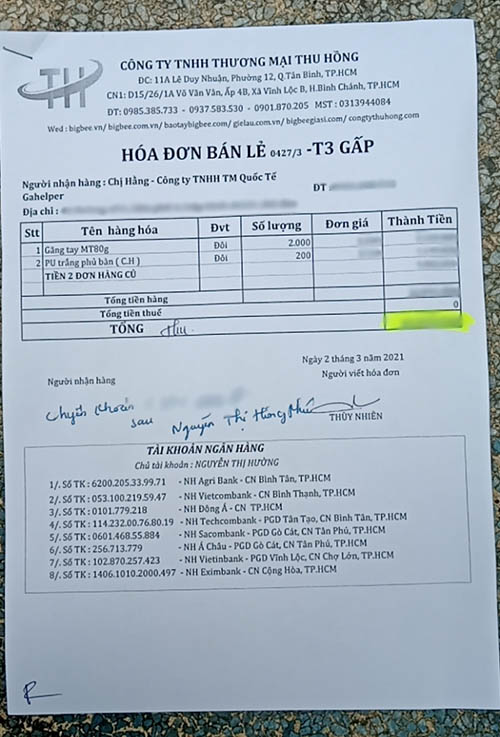 TH
CÔNG TY TNHH THƯƠNG MẠI THU HỒNG
ĐC: 11A Lê Duy Nhuận, Phường 12, Q.Tân Bình, TP.HCM
CN1: D15/26/1A Võ Văn Vân, Ấp 4B, Xã Vĩnh Lộc B, H.Bình Chánh, TP.HCM
ĐT: 0985.385.733 - 0937.583.530 - 0901.870.205 MST : 0313944084
Wed : bigbee.vn/ bigbee.com.vn/ baotaybigbee.com/ gielau.com.vn/ bigbeegiasi.com/ congtythuhong.com
HÓA ĐƠN BÁN LẺ 0427/3 -T3 GẤP
Người nhận hàng : Chị Hằng - Công ty TNHH TM Quốc Tế ĐT
Gahelper
Địa chỉ :
Stt Tên hàng hóa Đvt Số lượng Đơn giá Thành Tiền
1 Găng tay MT80g Đôi 2.000
2 PU trắng phủ bàn ( C.H ) Đôi 200
TIỀN 2 ĐƠN HÀNG CŨ
Tổng tiền hàng
Tổng tiền thuế 0
TỔNG Thu
Ngày 2 tháng 3 năm 2021
Người nhận hàng Người viết hóa đơn
Chuyển khoản sau
Nguyễn Thị Hồng
THỦY NHIÊN
TÀI KHOẢN NGÂN HÀNG
Chủ tài khoản : NGUYỄN THỊ HƯỞNG
1/. Số TK : 6200.205.33.99.71 - NH Agri Bank - CN Bình Tân, TP.HCM
2/. Số TK : 053.100.219.59.47 - NH Vietcombank - CN Bình Thạnh, TP.HCM
3/. Số TK : 0101.779.218 - NH Đông Á - CN TP.HCM
4/. Số TK : 114.232.00.76.80.19 - NH Techcombank - PGD Tân Tạo, CN Bình Tân, TP.HCM
5/. Số TK : 0601.468.55.884 - NH Sacombank - PGD Gò Cát, CN Tân Phú, TP.HCM
6/. Số TK : 256.713.779 - NH Á Châu - PGD Gò Cát, CN Tân Phú, TP.HCM
7/. Số TK : 102.870.257.423 - NH Vietinbank - PGD Vĩnh Lộc, CN Chợ Lớn, TP.HCM
8/. Số TK : 1406.1010.2000.497 - NH Eximbank - CN Cộng Hòa, TP.HCM